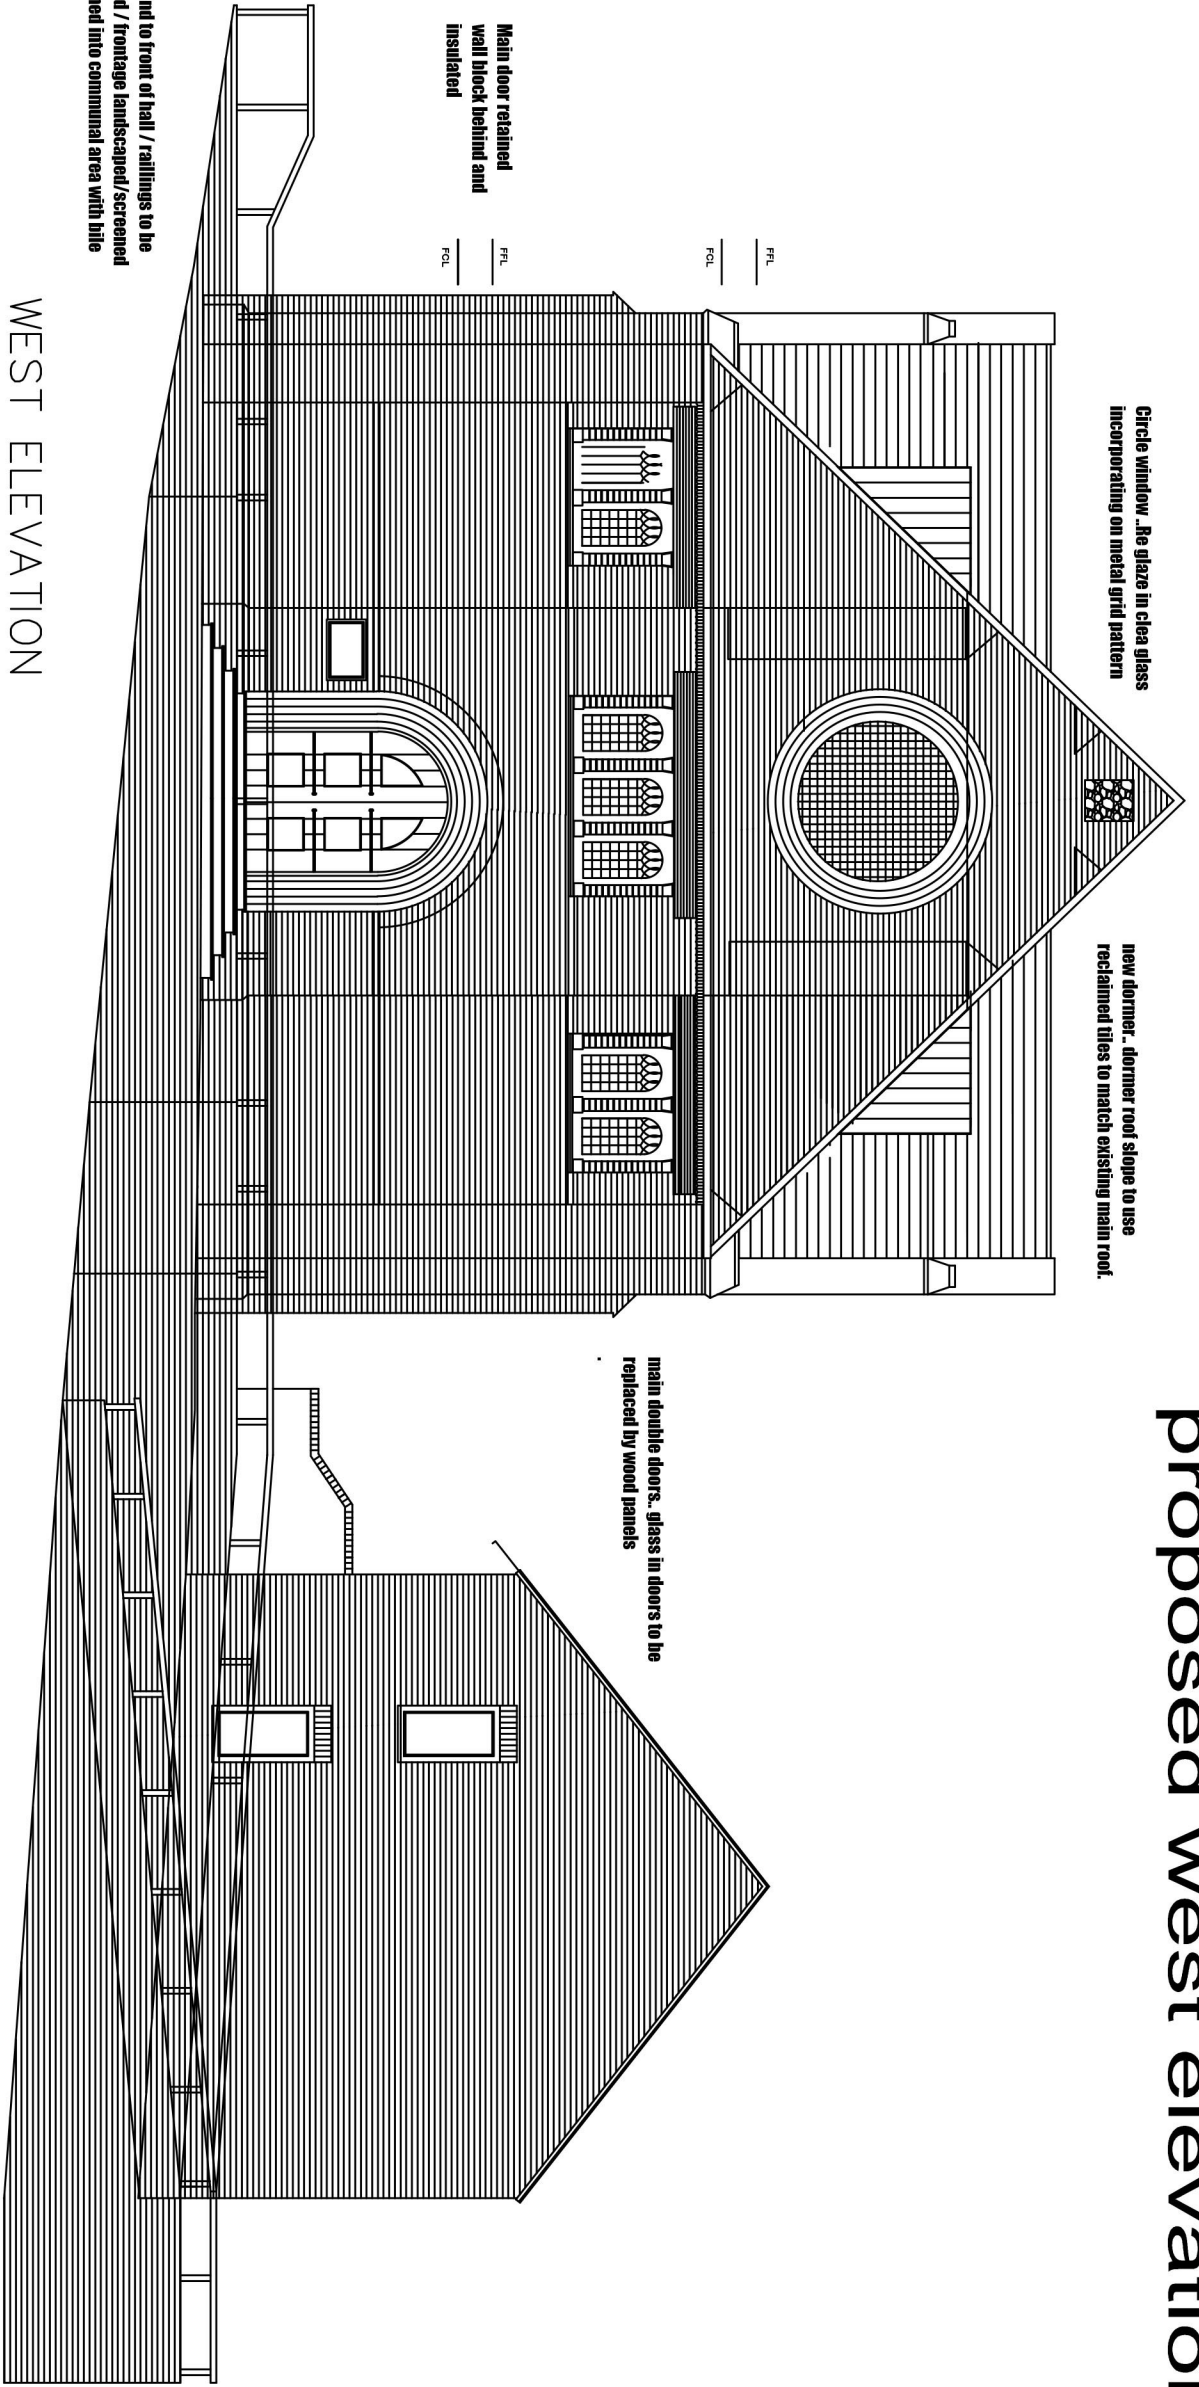 proposed west elevation
Circle window ..Re glaze in clea glass
incorporating on metal grid pattern
new dormer.. dormer roof slope to use
reclaimed tiles to match existing main roof.
FFL
FCL
Main door retained
wall block behind and
insulated
FFL
FCL
main double doors.. glass in doors to be
replaced by wood panels
.
nd to front of hall / raillings to be
d / frontage landscaped/screened
ned into communal area with bile
WEST ELEVATION